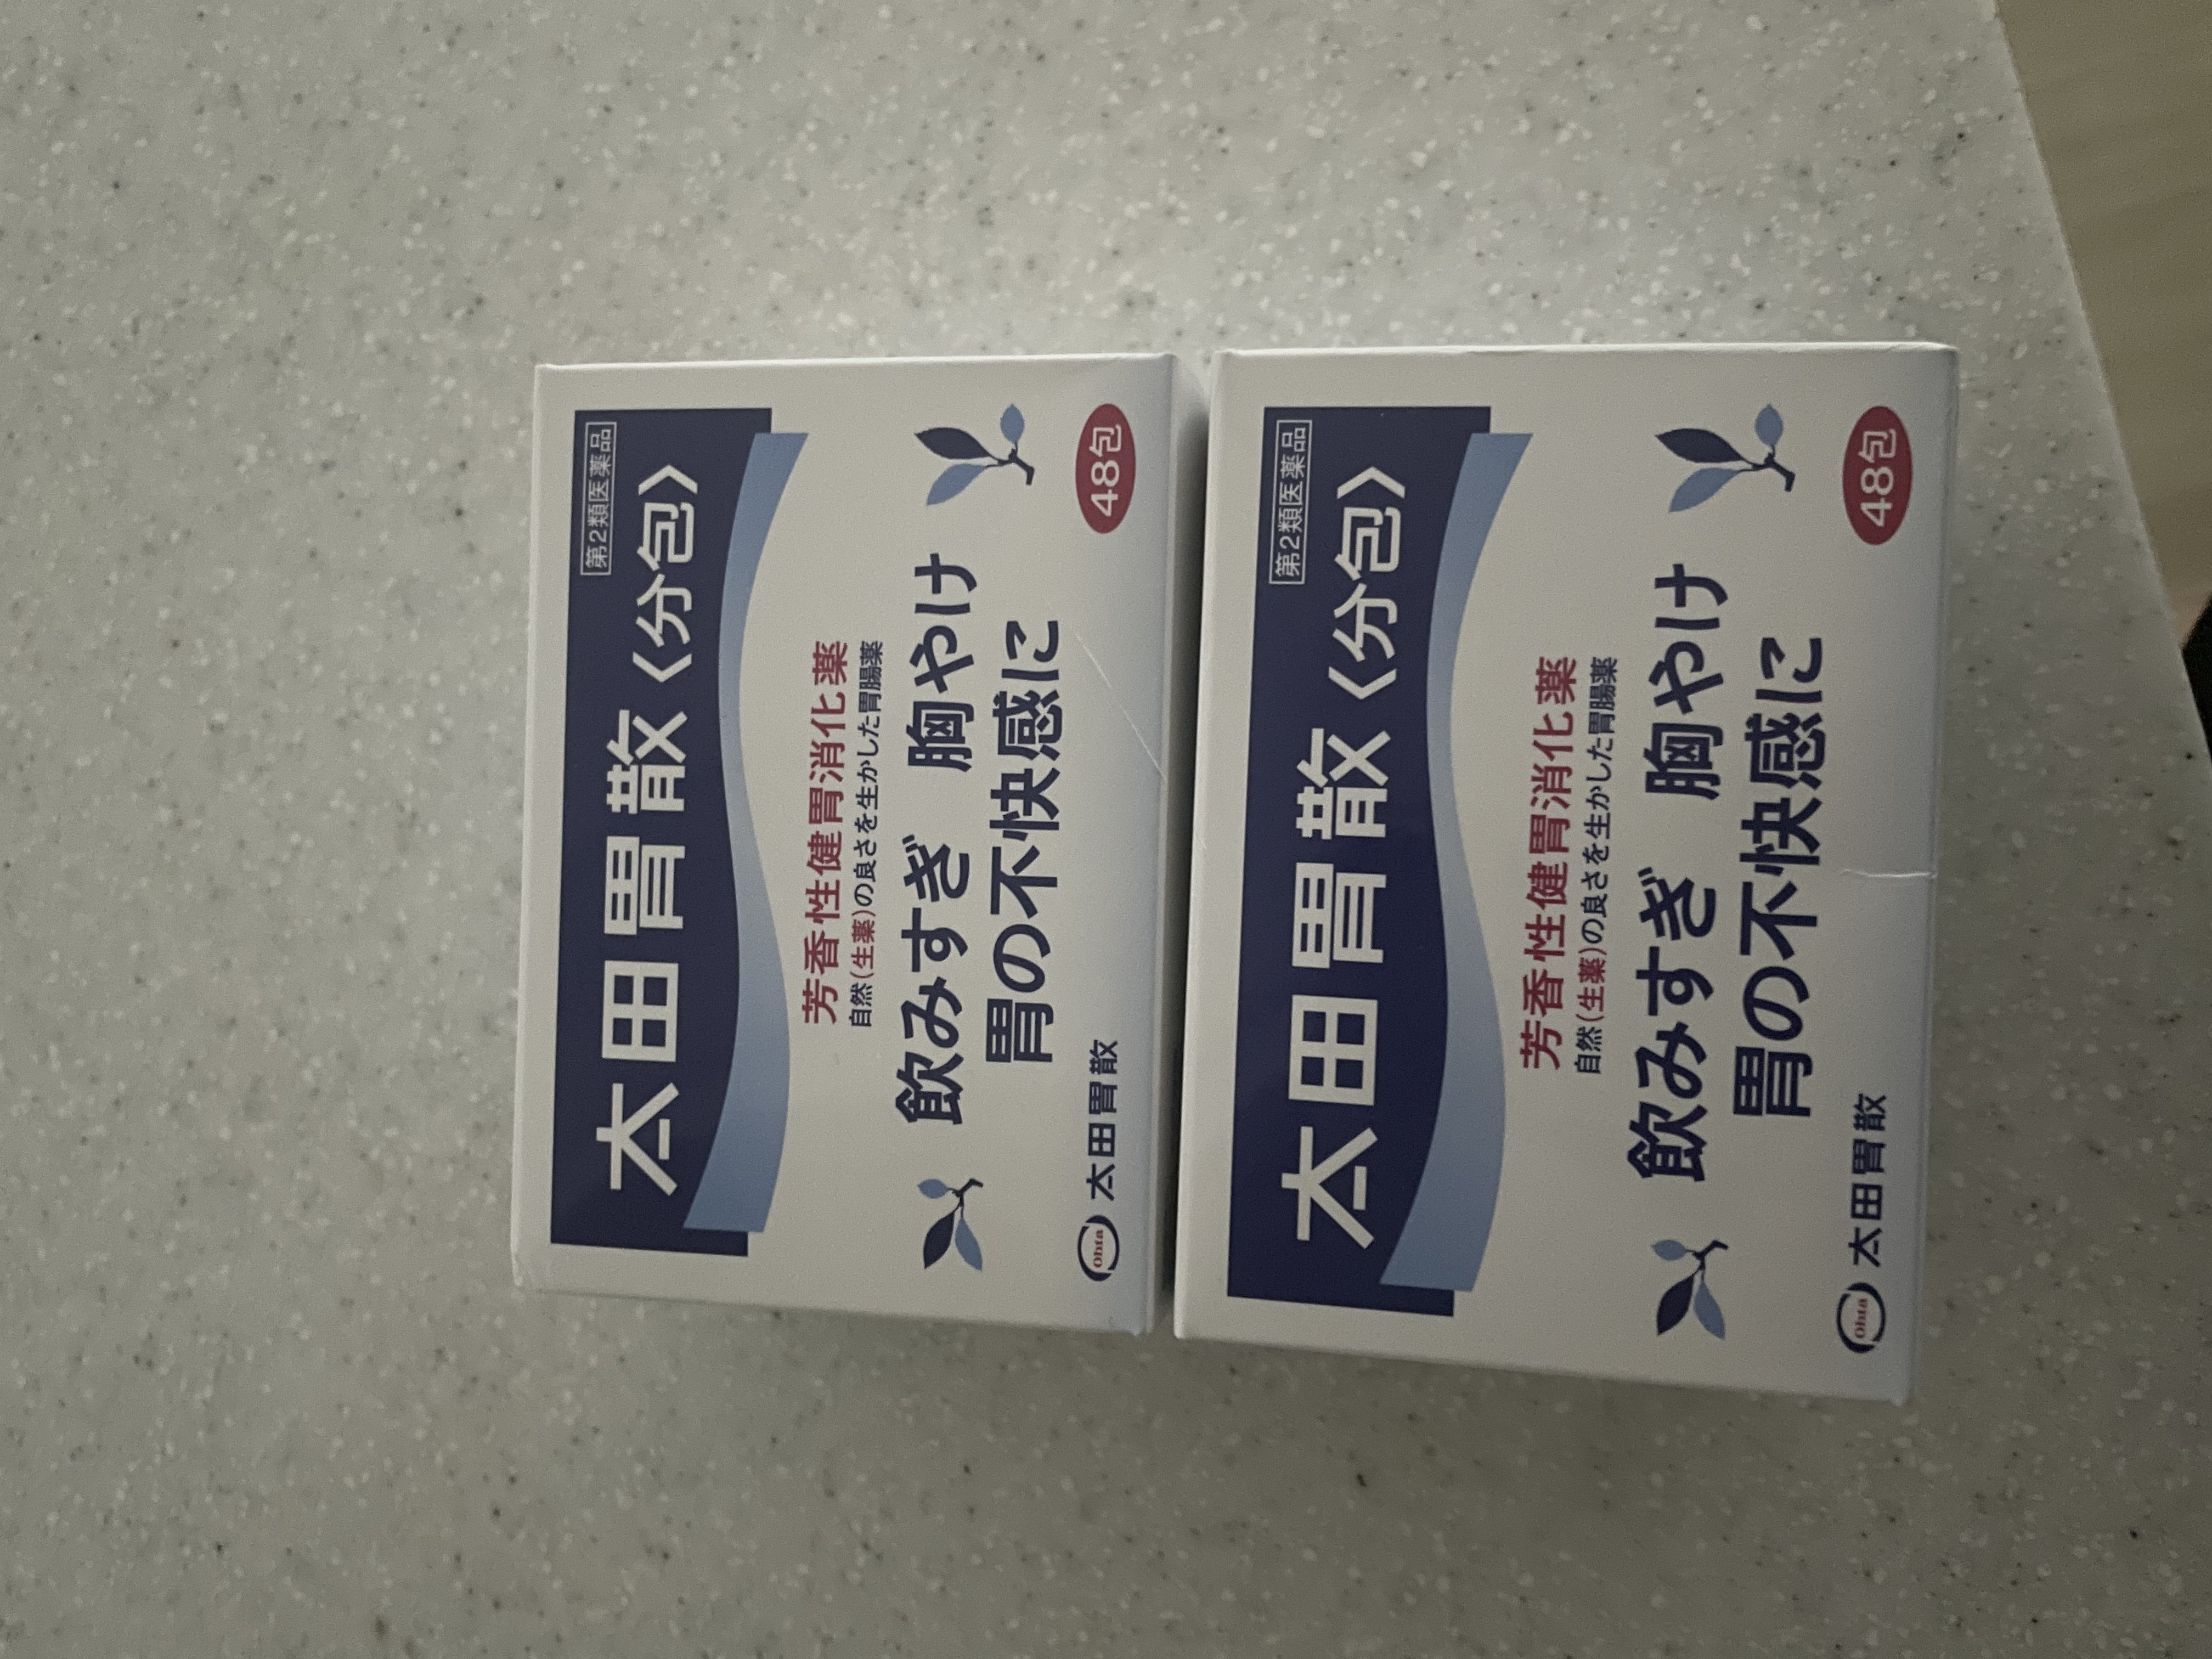 第2類医薬品
太田胃散〈分包〉
芳香性健胃消化薬
自然(生薬)の良さを生かした胃腸薬
飲みすぎ 胸やけ
胃の不快感に
48包
Ohta 太田胃散
第2類医薬品
太田胃散〈分包〉
芳香性健胃消化薬
自然(生薬)の良さを生かした胃腸薬
飲みすぎ 胸やけ
胃の不快感に
48包
Ohta 太田胃散